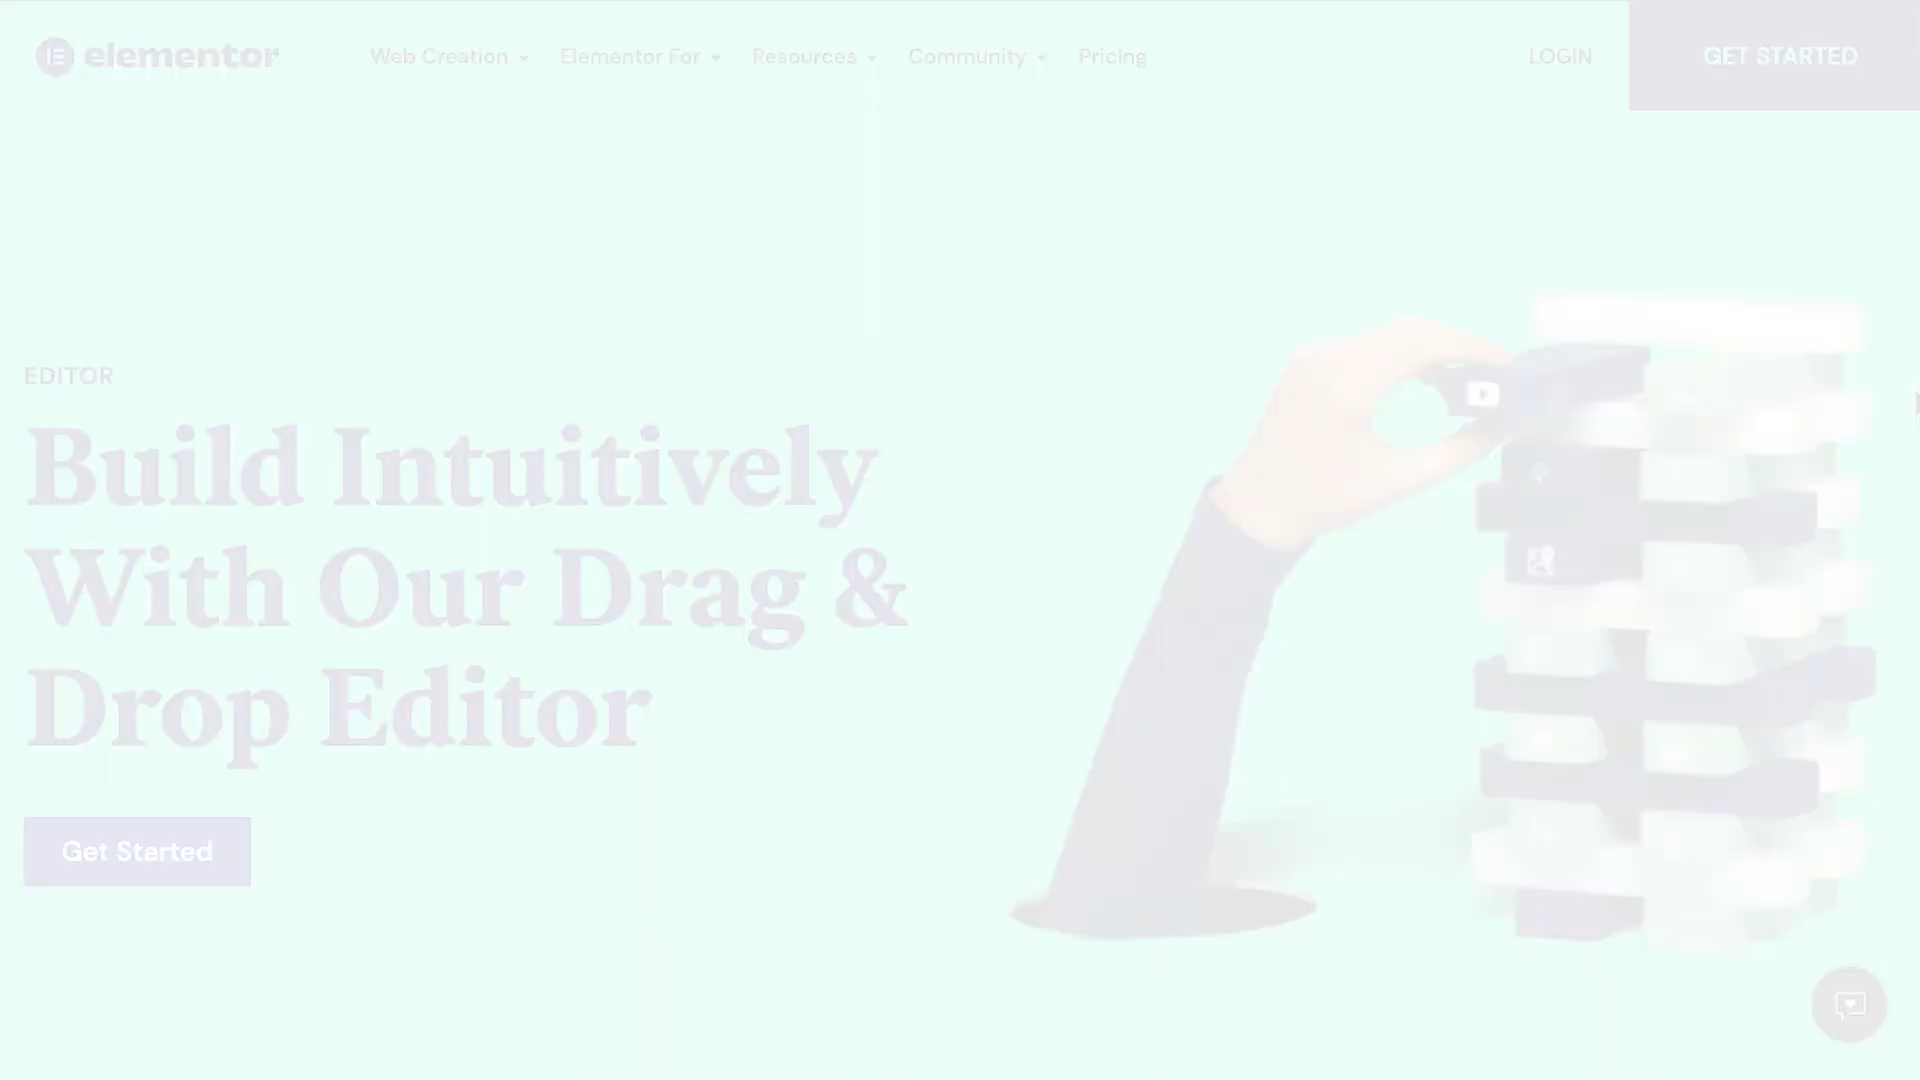 elementor
Web Creation
Elementor For
Resources
Community
Pricing
LOGIN
GET STARTED
EDITOR
Build Intuitively
With Our Drag &
Drop Editor
Get Started